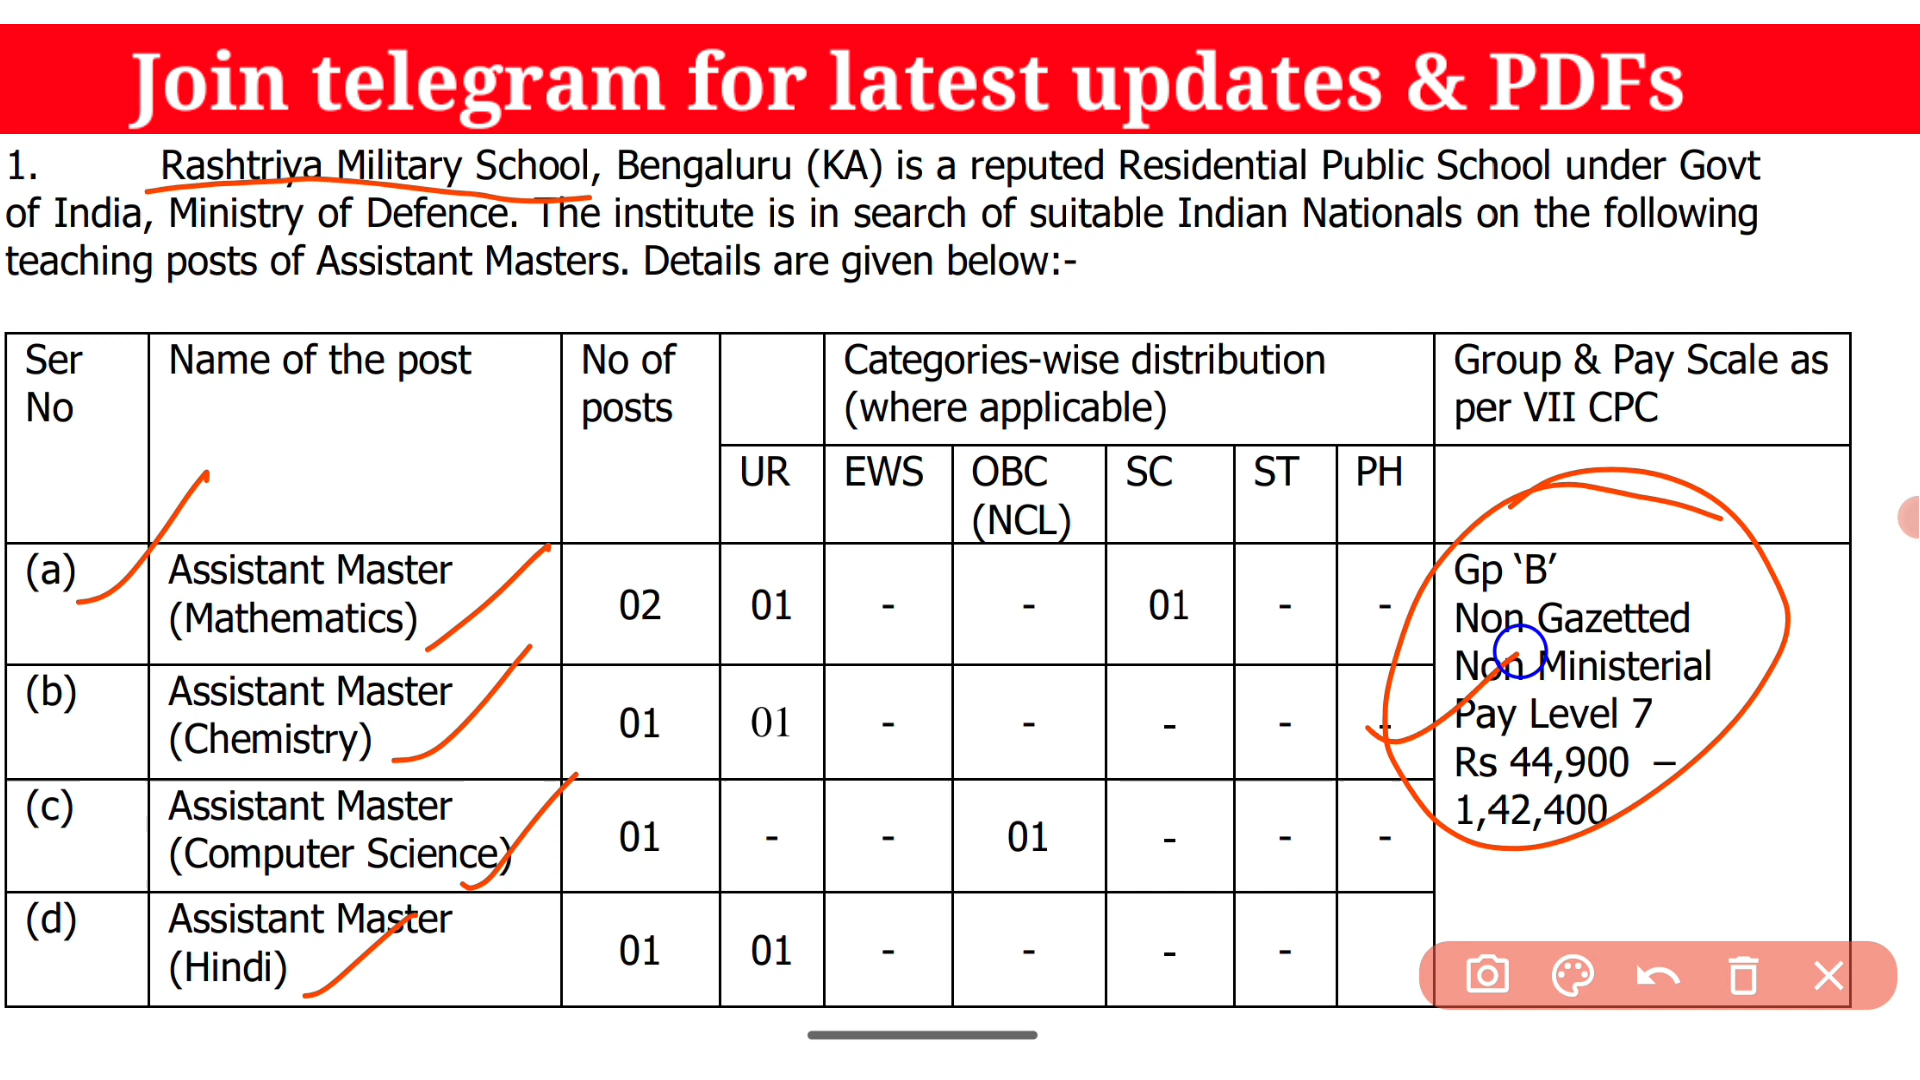 Join telegram for latest updates & PDFs
1. Rashtriya Military School, Bengaluru (KA) is a reputed Residential Public School under Govt
of India, Ministry of Defence. The institute is in search of suitable Indian Nationals on the following
teaching posts of Assistant Masters. Details are given below:-
Ser No | Name of the post | No of posts | Categories-wise distribution (where applicable) | Group & Pay Scale as per VII CPC
UR | EWS | OBC (NCL) | SC | ST | PH
(a) | Assistant Master (Mathematics) | 02 | 01 | - | - | 01 | - | -
(b) | Assistant Master (Chemistry) | 01 | 01 | - | - | - | - | -
(c) | Assistant Master (Computer Science) | 01 | - | - | 01 | - | - | -
(d) | Assistant Master (Hindi) | 01 | 01 | - | - | - | -
Gp ‘B’
Non Gazetted
Non Ministerial
Pay Level 7
Rs 44,900 –
1,42,400